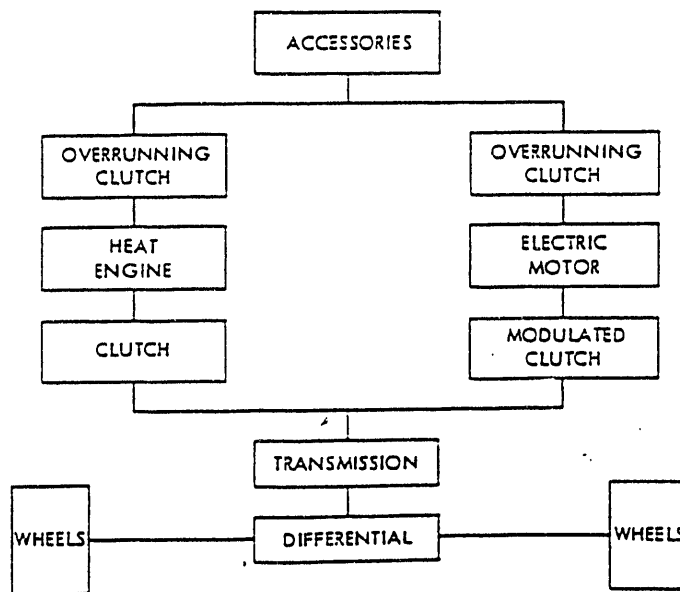 ACCESSORIES
OVERRUNNING
CLUTCH
OVERRUNNING
CLUTCH
HEAT
ENGINE
ELECTRIC
MOTOR
CLUTCH
MODULATED
CLUTCH
TRANSMISSION
WHEELS
DIFFERENTIAL
WHEELS